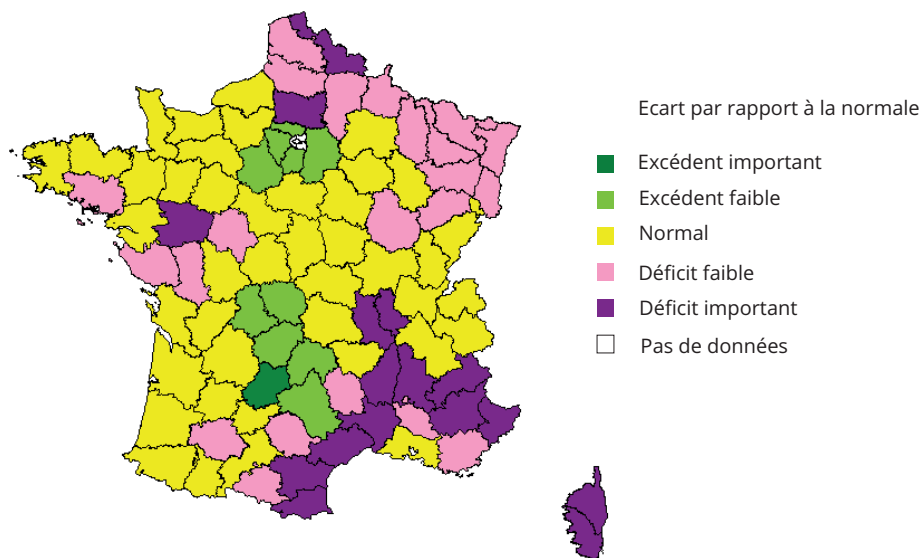 Ecart par rapport à la normale
Excédent important
Excédent faible
Normal
Déficit faible
Déficit important
Pas de données